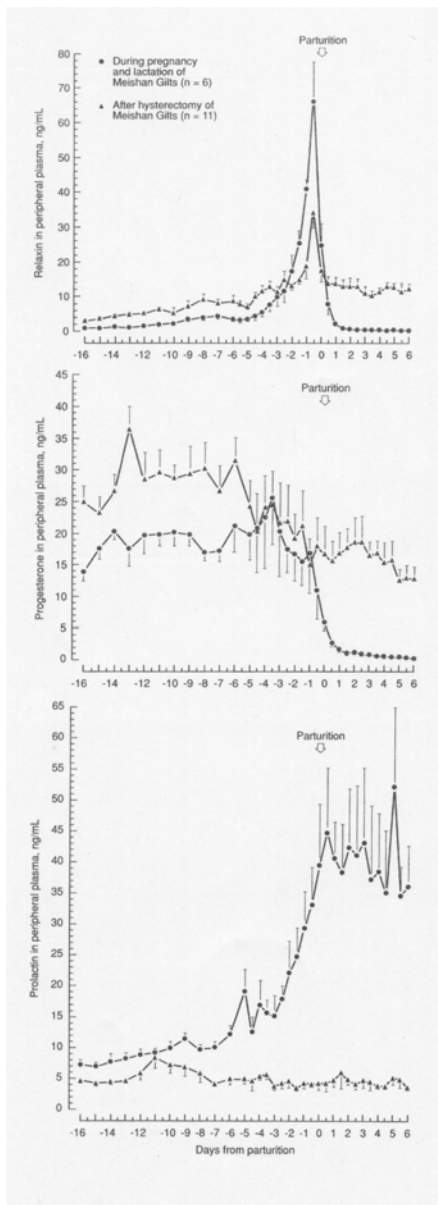 Parturition
During pregnancy
and lactation of
Meishan Gilts (n = 6)
After hysterectomy of
Meishan Gilts (n = 11)
Relaxin in peripheral plasma, ng/mL
80
70
60
50
40
30
20
10
0
-16 -14 -12 -10 -9 -8 -7 -6 -5 -4 -3 -2 -1 0 1 2 3 4 5 6
Parturition
Progesterone in peripheral plasma, ng/mL
45
40
35
30
25
20
15
10
5
0
-16 -14 -12 -10 -9 -8 -7 -6 -5 -4 -3 -2 -1 0 1 2 3 4 5 6
Parturition
Prolactin in peripheral plasma, ng/mL
65
60
55
50
45
40
35
30
25
20
15
10
5
0
-16 -14 -12 -10 -9 -8 -7 -6 -5 -4 -3 -2 -1 0 1 2 3 4 5 6
Days from parturition